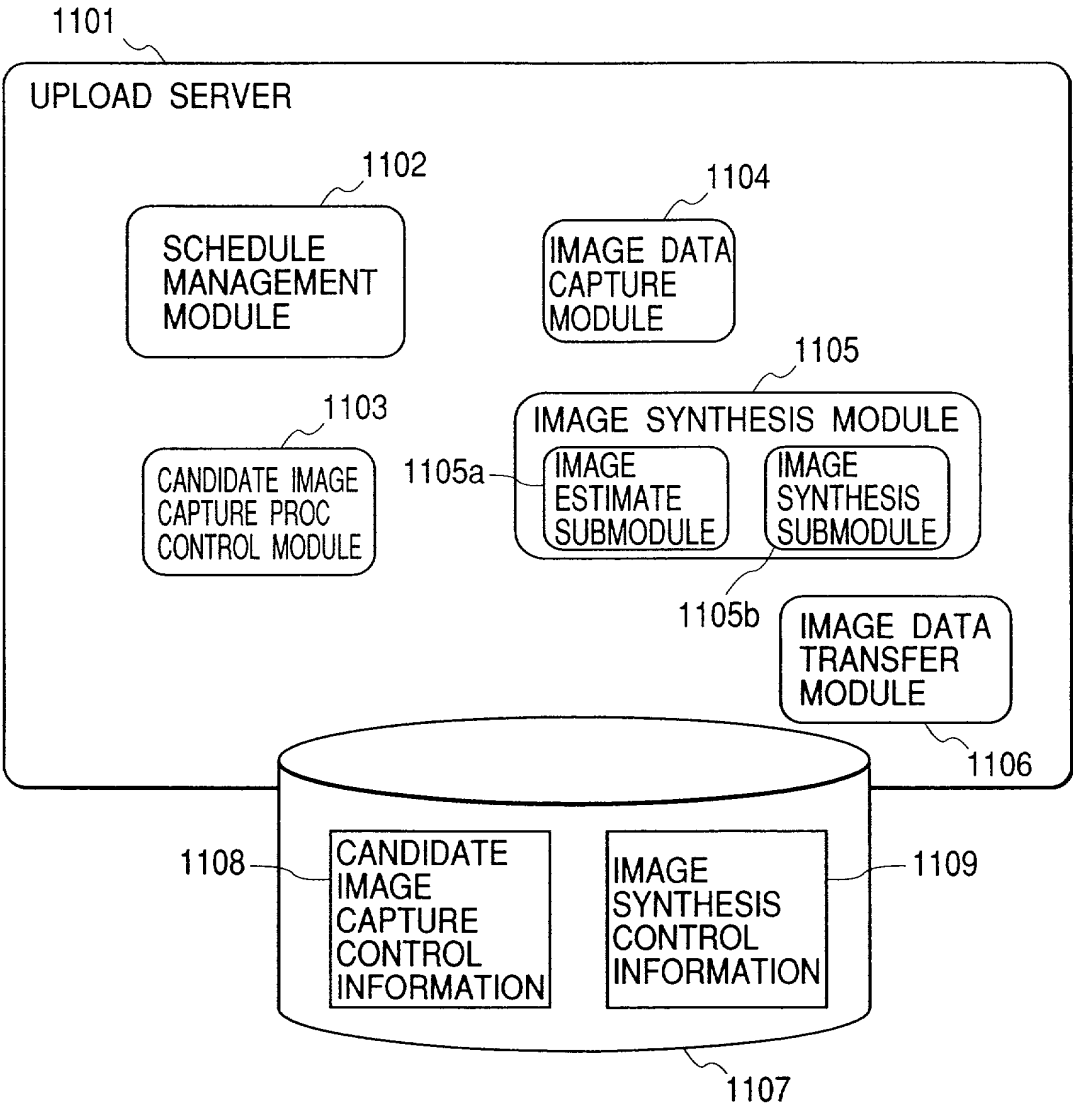 1101
UPLOAD SERVER
1102
SCHEDULE
MANAGEMENT
MODULE
1104
IMAGE DATA
CAPTURE
MODULE
1103
CANDIDATE IMAGE
CAPTURE PROC
CONTROL MODULE
1105
IMAGE SYNTHESIS MODULE
1105a
IMAGE
ESTIMATE
SUBMODULE
IMAGE
SYNTHESIS
SUBMODULE
1105b
IMAGE DATA
TRANSFER
MODULE
1106
1108
CANDIDATE
IMAGE
CAPTURE
CONTROL
INFORMATION
IMAGE
SYNTHESIS
CONTROL
INFORMATION
1109
1107